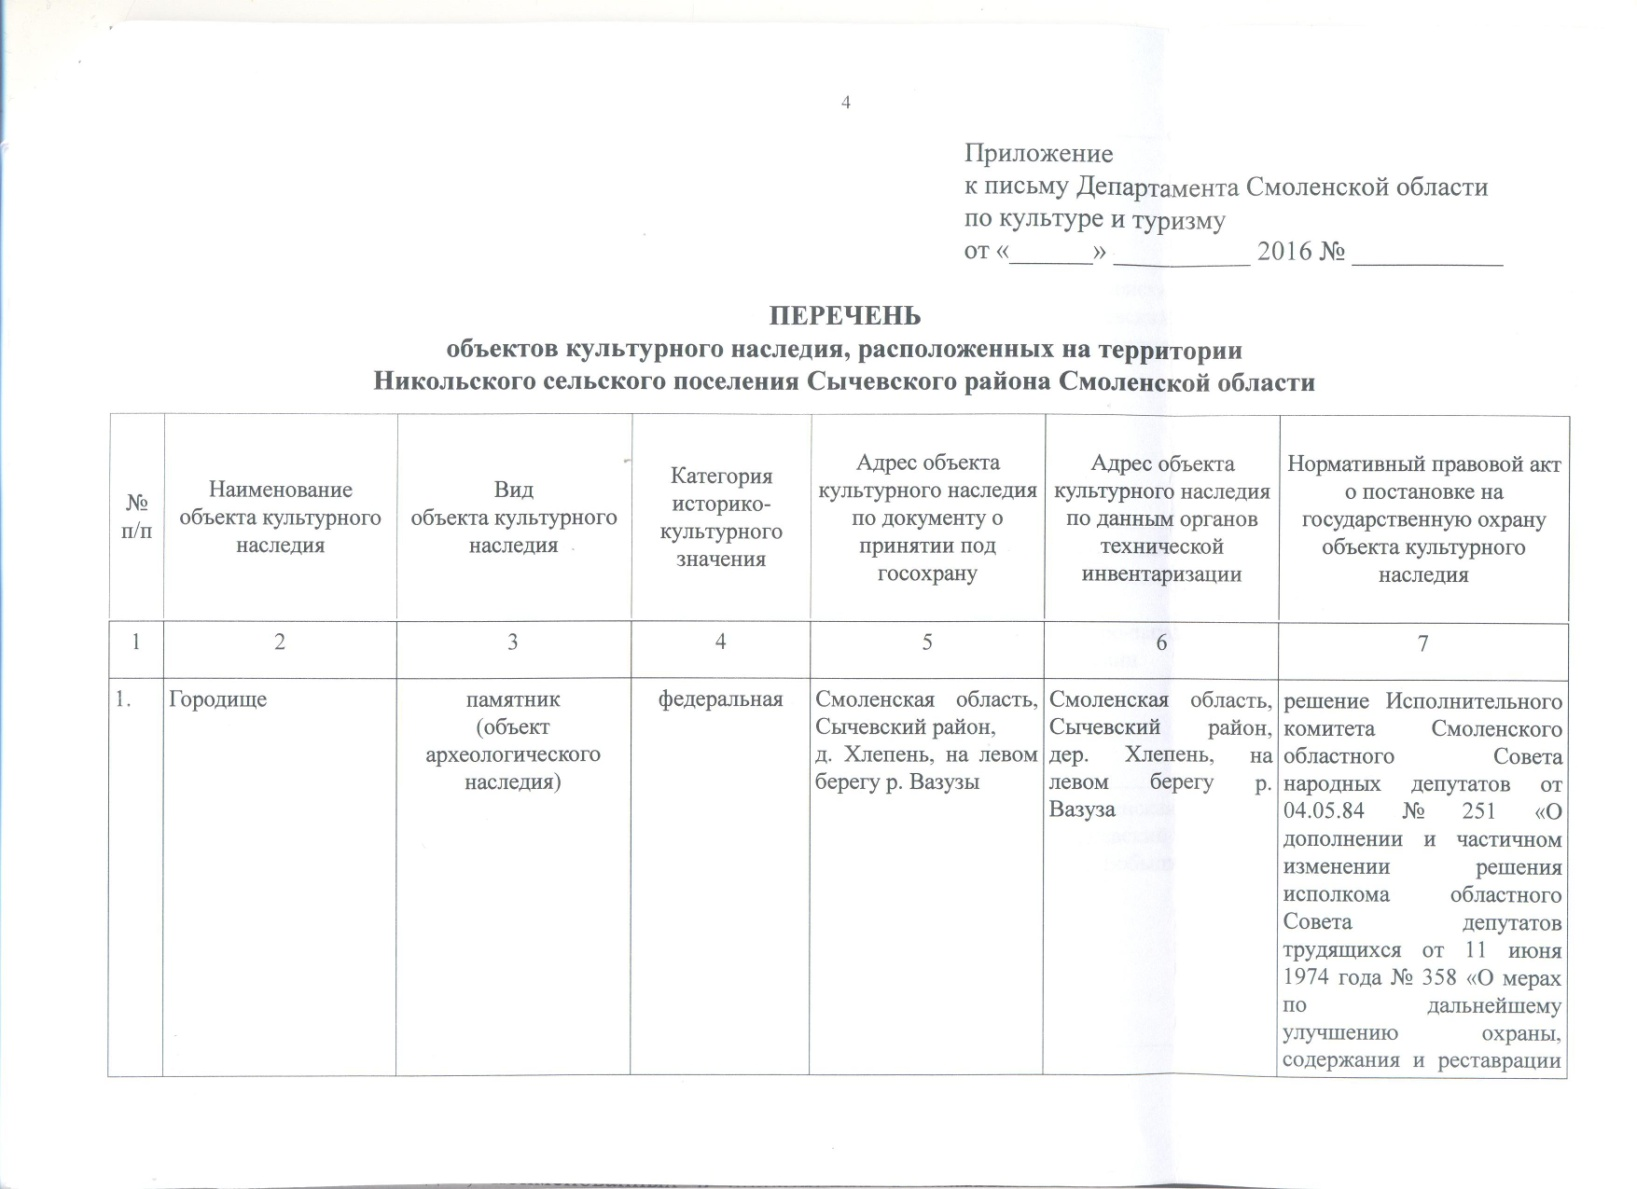 4
Приложение
к письму Департамента Смоленской области
по культуре и туризму
от «______» __________ 2016 № ___________
ПЕРЕЧЕНЬ
объектов культурного наследия, расположенных на территории
Никольского сельского поселения Сычевского района Смоленской области
№
п/п
Наименование
объекта культурного
наследия
Вид
объекта культурного
наследия
Категория
историко-
культурного
значения
Адрес объекта
культурного наследия
по документу о
принятии под
госохрану
Адрес объекта
культурного наследия
по данным органов
технической
инвентаризации
Нормативный правовой акт
о постановке на
государственную охрану
объекта культурного
наследия
1
2
3
4
5
6
7
1.
Городище
памятник
(объект
археологического
наследия)
федеральная
Смоленская область,
Сычевский район,
д. Хлепень, на левом
берегу р. Вазузы
Смоленская область,
Сычевский район,
дер. Хлепень, на
левом берегу р.
Вазуза
решение Исполнительного
комитета Смоленского
областного Совета
народных депутатов от
04.05.84 № 251 «О
дополнении и частичном
изменении решения
исполкома областного
Совета депутатов
трудящихся от 11 июня
1974 года № 358 «О мерах
по дальнейшему
улучшению охраны,
содержания и реставрации